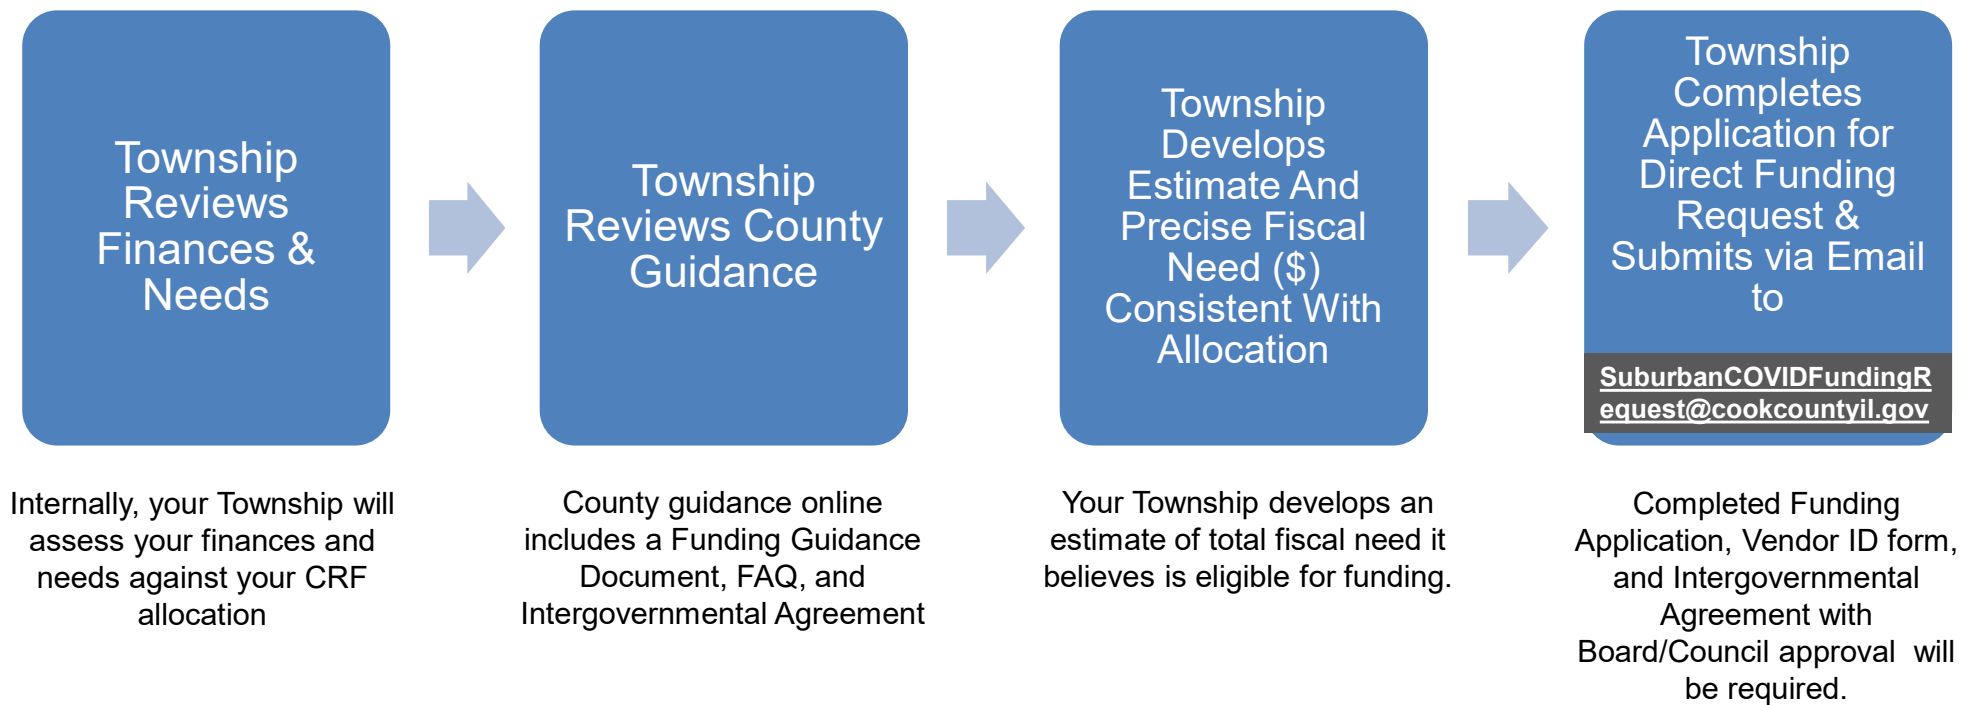 Township
Reviews
Finances &
Needs
Township
Reviews County
Guidance
Township
Develops
Estimate And
Precise Fiscal
Need ($)
Consistent With
Allocation
Township
Completes
Application for
Direct Funding
Request &
Submits via Email
to
SuburbanCOVIDFundingR
equest@cookcountyil.gov
Internally, your Township will
assess your finances and
needs against your CRF
allocation
County guidance online
includes a Funding Guidance
Document, FAQ, and
Intergovernmental Agreement
Your Township develops an
estimate of total fiscal need it
believes is eligible for funding.
Completed Funding
Application, Vendor ID form,
and Intergovernmental
Agreement with
Board/Council approval  will
be required.